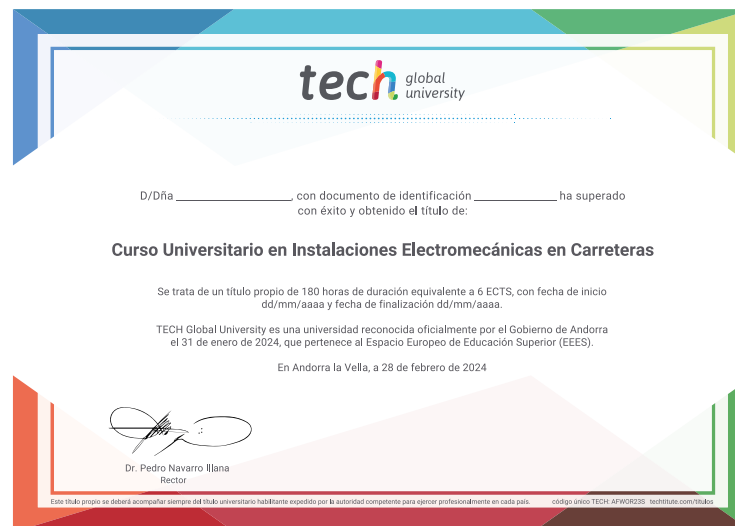 tech global university
D/Dña ____________________, con documento de identificación ______________ ha superado
con éxito y obtenido el título de:
Curso Universitario en Instalaciones Electromecánicas en Carreteras
Se trata de un título propio de 180 horas de duración equivalente a 6 ECTS, con fecha de inicio
dd/mm/aaaa y fecha de finalización dd/mm/aaaa.
TECH Global University es una universidad reconocida oficialmente por el Gobierno de Andorra
el 31 de enero de 2024, que pertenece al Espacio Europeo de Educación Superior (EEES).
En Andorra la Vella, a 28 de febrero de 2024
Dr. Pedro Navarro Illana
Rector
Este título propio se deberá acompañar siempre del título universitario habilitante expedido por la autoridad competente para ejercer profesionalmente en cada país. código único TECH: AFWOR23S techtitute.com/titulos